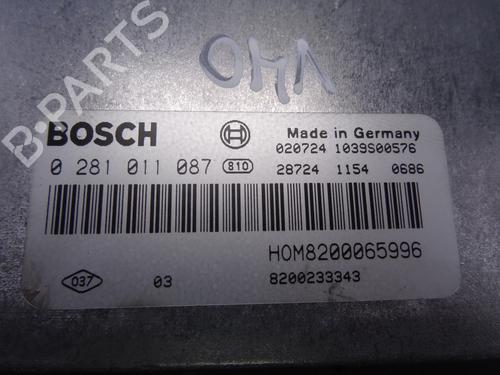 V40
B-PARTS
BOSCH
Made in Germany
0 281 011 087 810
020724 1039S00576
28724 1154 0686
HOM8200065996
037 03 8200233343